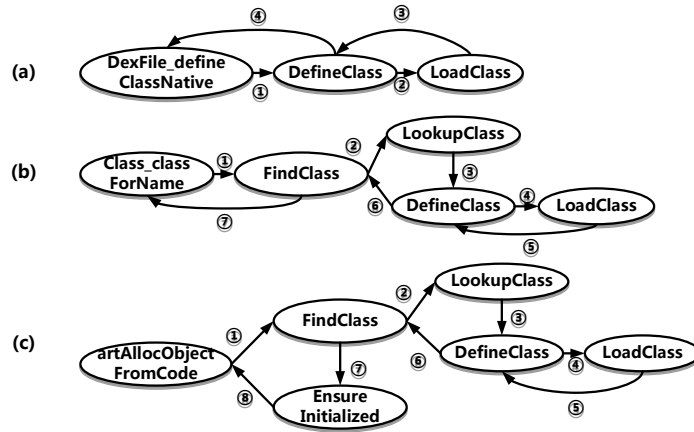 ④
③
(a)
DexFile_define
ClassNative
①
DefineClass
②
LoadClass
②
LookupClass
(b)
Class_class
ForName
①
FindClass
③
⑥
DefineClass
④
LoadClass
⑦
⑤
②
LookupClass
①
FindClass
③
(c)
artAllocObject
FromCode
⑥
DefineClass
④
LoadClass
⑦
⑧
Ensure
Initialized
⑤